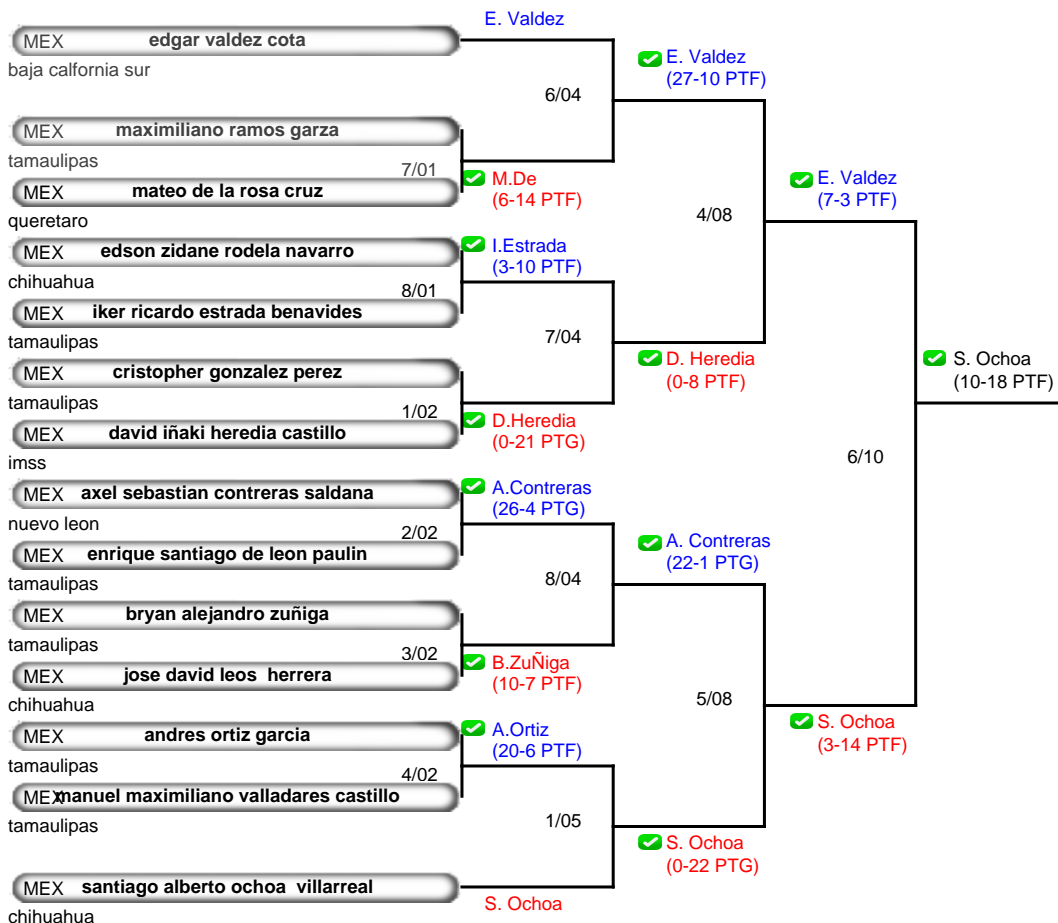 E. Valdez
MEX edgar valdez cota
baja calfornia sur
E. Valdez
(27-10 PTF)
6/04
MEX maximiliano ramos garza
tamaulipas
7/01
M.De
(6-14 PTF)
MEX mateo de la rosa cruz
queretaro
E. Valdez
(7-3 PTF)
4/08
MEX edson zidane rodela navarro
chihuahua
I.Estrada
(3-10 PTF)
8/01
MEX iker ricardo estrada benavides
tamaulipas
7/04
D. Heredia
(0-8 PTF)
MEX cristopher gonzalez perez
tamaulipas
1/02
D.Heredia
(0-21 PTG)
MEX david iñaki heredia castillo
imss
S. Ochoa
(10-18 PTF)
6/10
MEX axel sebastian contreras saldana
nuevo leon
A.Contreras
(26-4 PTG)
2/02
MEX enrique santiago de leon paulin
tamaulipas
A. Contreras
(22-1 PTG)
8/04
MEX bryan alejandro zuñiga
tamaulipas
3/02
B.ZuÑiga
(10-7 PTF)
MEX jose david leos herrera
chihuahua
5/08
S. Ochoa
(3-14 PTF)
MEX andres ortiz garcia
tamaulipas
A.Ortiz
(20-6 PTF)
4/02
MEX manuel maximiliano valladares castillo
tamaulipas
1/05
S. Ochoa
(0-22 PTG)
MEX santiago alberto ochoa villarreal
chihuahua
S. Ochoa